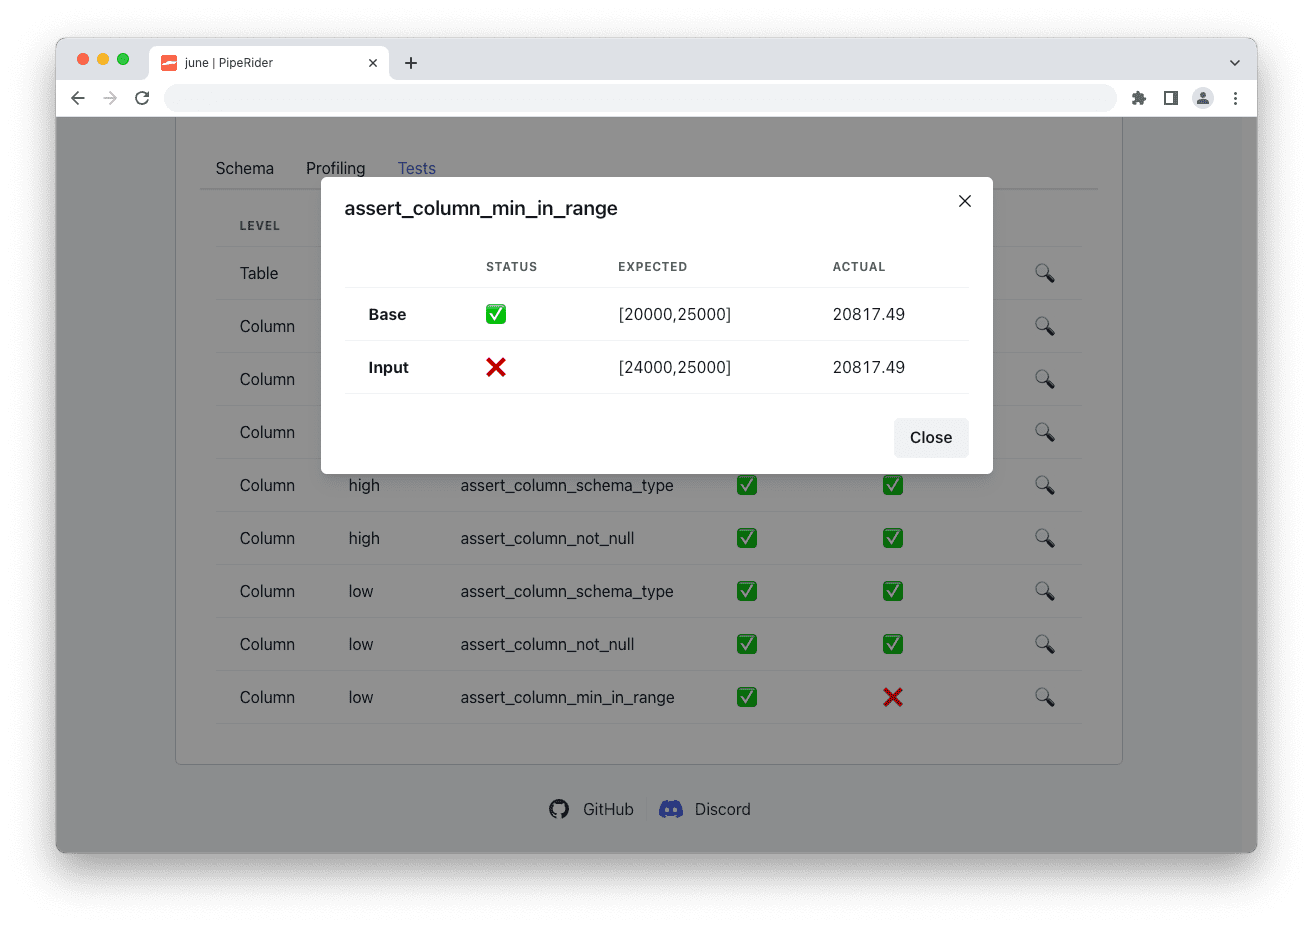 june | PipeRider
Schema Profiling Tests
assert_column_min_in_range
LEVEL
STATUS EXPECTED ACTUAL
Table
Base [20000,25000] 20817.49
Column
Input [24000,25000] 20817.49
Column
Column
Close
Column high assert_column_schema_type
Column high assert_column_not_null
Column low assert_column_schema_type
Column low assert_column_not_null
Column low assert_column_min_in_range
GitHub Discord